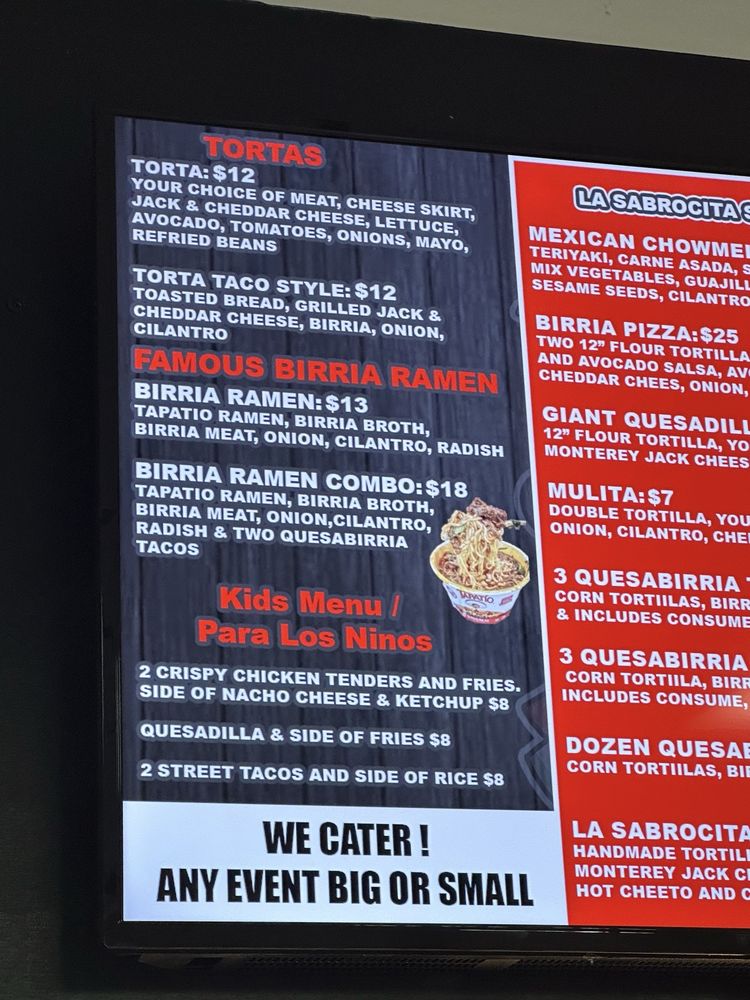 TORTAS
TORTA: $12
YOUR CHOICE OF MEAT, CHEESE SKIRT,
JACK & CHEDDAR CHEESE, LETTUCE,
AVOCADO, TOMATOES, ONIONS, MAYO,
REFRIED BEANS
TORTA TACO STYLE: $12
TOASTED BREAD, GRILLED JACK &
CHEDDAR CHEESE, BIRRIA, ONION,
CILANTRO
FAMOUS BIRRIA RAMEN
BIRRIA RAMEN: $13
TAPATIO RAMEN, BIRRIA BROTH,
BIRRIA MEAT, ONION, CILANTRO, RADISH
BIRRIA RAMEN COMBO: $18
TAPATIO RAMEN, BIRRIA BROTH,
BIRRIA MEAT, ONION,CILANTRO,
RADISH & TWO QUESABIRRIA
TACOS
TAPATIO
Kids Menu /
Para Los Ninos
2 CRISPY CHICKEN TENDERS AND FRIES.
SIDE OF NACHO CHEESE & KETCHUP $8
QUESADILLA & SIDE OF FRIES $8
2 STREET TACOS AND SIDE OF RICE $8
WE CATER !
ANY EVENT BIG OR SMALL
LA SABROCITA
MEXICAN
TERIYAKI, CARNE ASADA,
MIX VEGETABLES,
SESAME SEEDS, CILANTRO
BIRRIA PIZZA: $25
TWO 12” FLOUR TORTILLA
AND AVOCADO SALSA,
CHEDDAR CHEES, ONION,
GIANT
12” FLOUR TORTILLA,
MONTEREY JACK
MULITA: $7
DOUBLE TORTILLA,
ONION, CILANTRO,
3 QUESABIRRIA
CORN TORTIILAS,
& INCLUDES CONSUME
3 QUESABIRRIA
CORN TORTIILA,
INCLUDES CONSUME,
DOZEN
CORN TORTIILAS,
LA SABROCITA
HANDMADE
MONTEREY JACK
HOT CHEETO AND